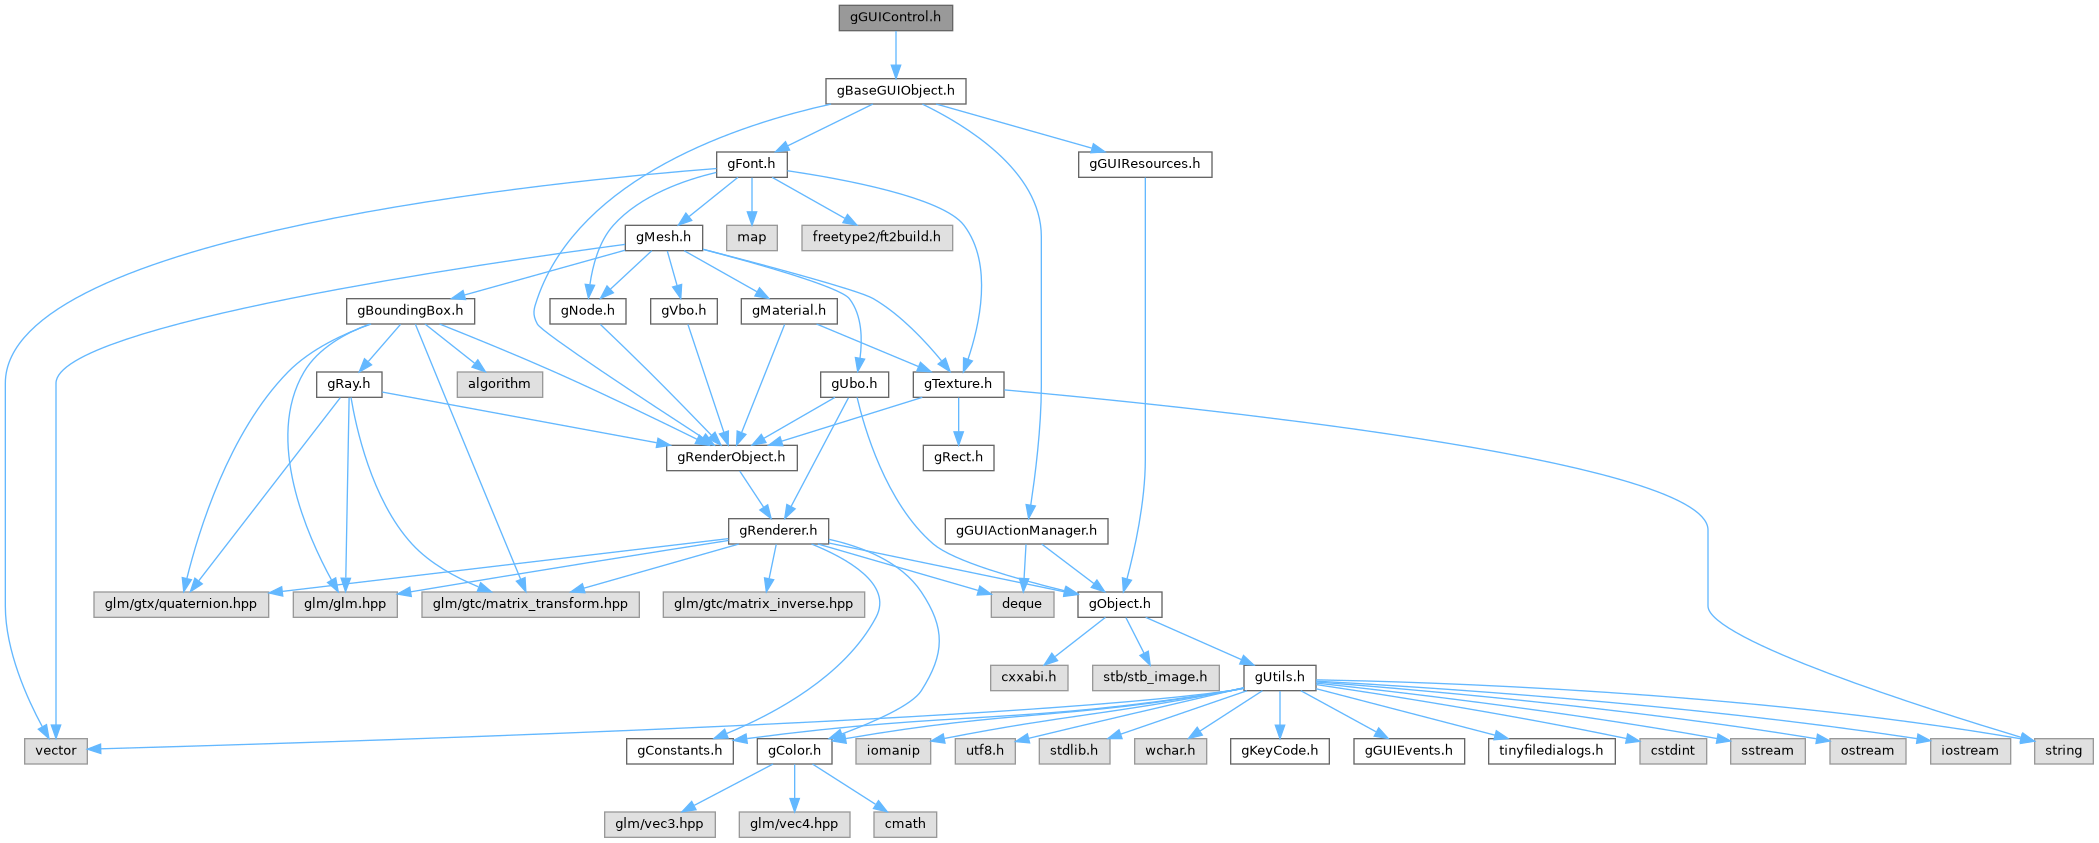 gGUIControl.h
gBaseGUIObject.h
gFont.h
gGUIResources.h
gMesh.h
map
freetype2/ft2build.h
gBoundingBox.h
gNode.h
gVbo.h
gMaterial.h
gRay.h
algorithm
gUbo.h
gTexture.h
gRenderObject.h
gRect.h
gRenderer.h
gGUIActionManager.h
glm/gtx/quaternion.hpp
glm/glm.hpp
glm/gtc/matrix_transform.hpp
glm/gtc/matrix_inverse.hpp
deque
gObject.h
cxxabi.h
stb/stb_image.h
gUtils.h
vector
gConstants.h
gColor.h
iomanip
utf8.h
stdlib.h
wchar.h
gKeyCode.h
gGUIEvents.h
tinyfiledialogs.h
cstdint
sstream
ostream
iostream
string
glm/vec3.hpp
glm/vec4.hpp
cmath